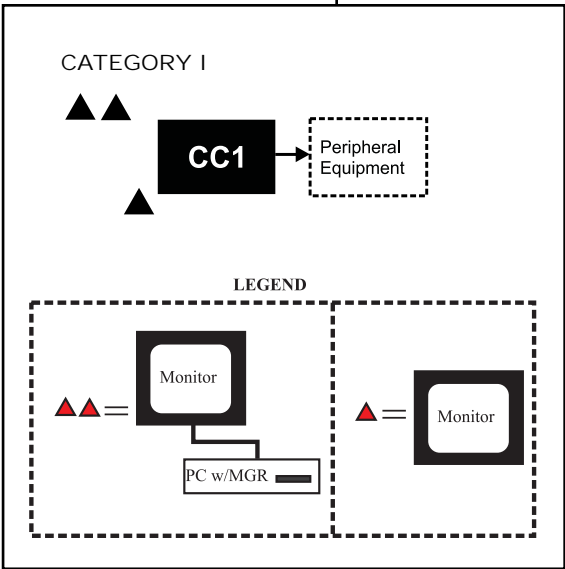 CATEGORY I
CC1
Peripheral
Equipment
LEGEND
Monitor
PC w/MGR
Monitor